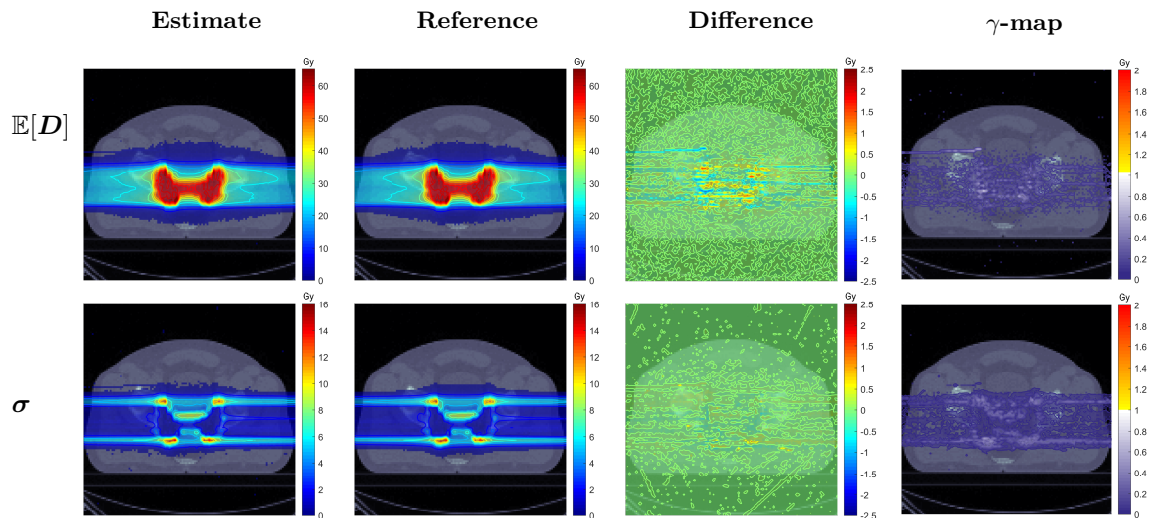 Estimate Reference Difference γ-map
𝔼[D]
Gy Gy Gy Gy
60 60 2.5 2
50 50 2 1.8
40 40 1.5 1.6
30 30 1 1.4
20 20 0.5 1.2
10 10 0 1
0 0 -0.5 0.8
-1 0.6
-1.5 0.4
-2 0.2
-2.5 0
σ
Gy Gy Gy Gy
16 16 2.5 2
14 14 2 1.8
12 12 1.5 1.6
10 10 1 1.4
8 8 0.5 1.2
6 6 0 1
4 4 -0.5 0.8
2 2 -1 0.6
0 0 -1.5 0.4
-2 0.2
-2.5 0